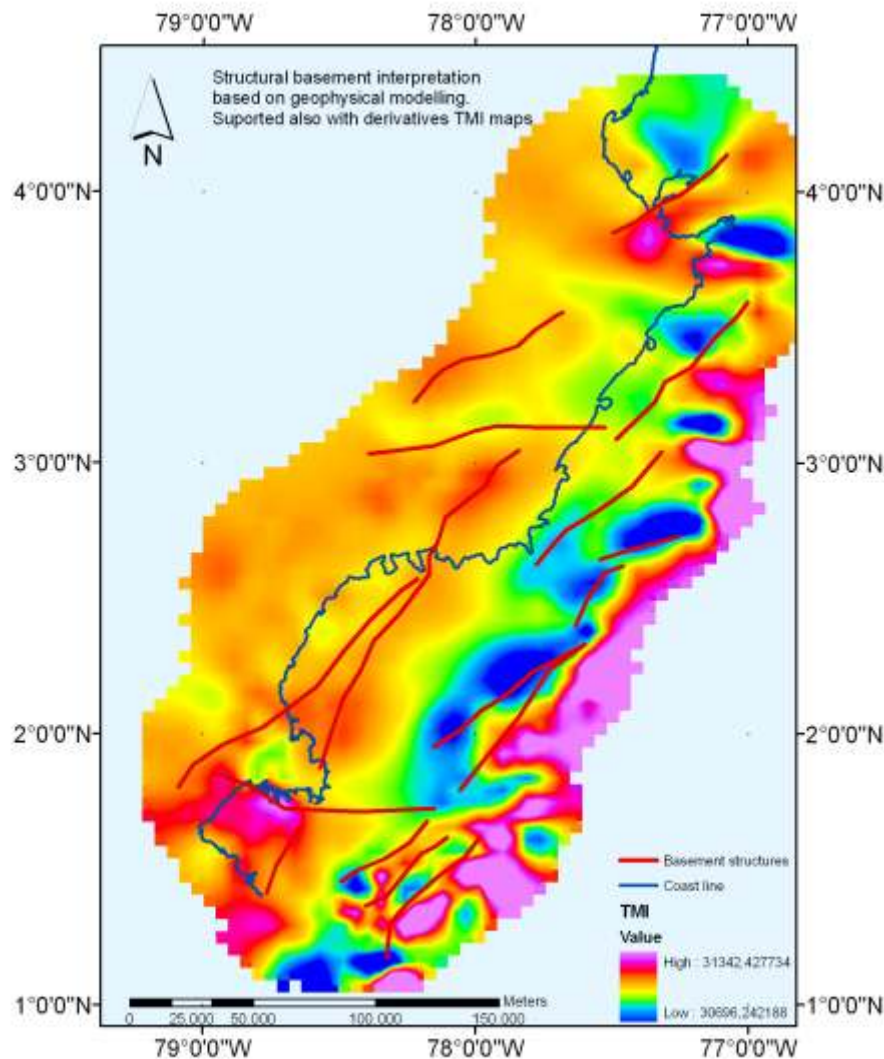 79°0'0"W 78°0'0"W 77°0'0"W
Structural basement interpretation
based on geophysical modelling.
Suported also with derivatives TMI maps
N
4°0'0"N 4°0'0"N
3°0'0"N 3°0'0"N
2°0'0"N 2°0'0"N
Basement structures
Coast line
TMI
Value
High : 31342,427734
Low : 30696,242188
1°0'0"N 1°0'0"N
Meters
0 25.000 50.000 100.000 150.000
79°0'0"W 78°0'0"W 77°0'0"W